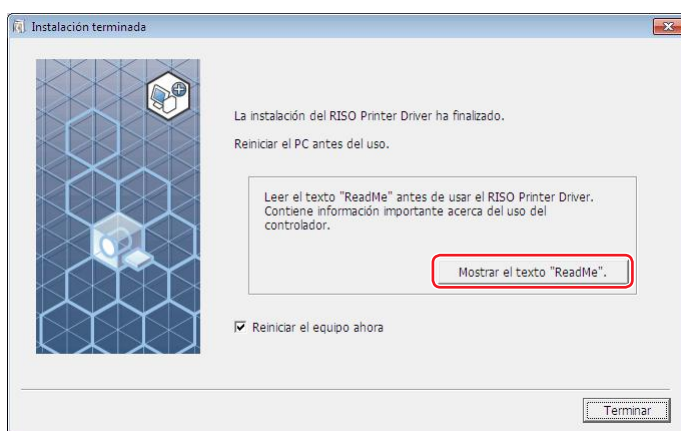 Instalación terminada
La instalación del RISO Printer Driver ha finalizado.
Reiniciar el PC antes del uso.
Leer el texto "ReadMe" antes de usar el RISO Printer Driver.
Contiene información importante acerca del uso del
controlador.
Mostrar el texto "ReadMe".
Reiniciar el equipo ahora
Terminar